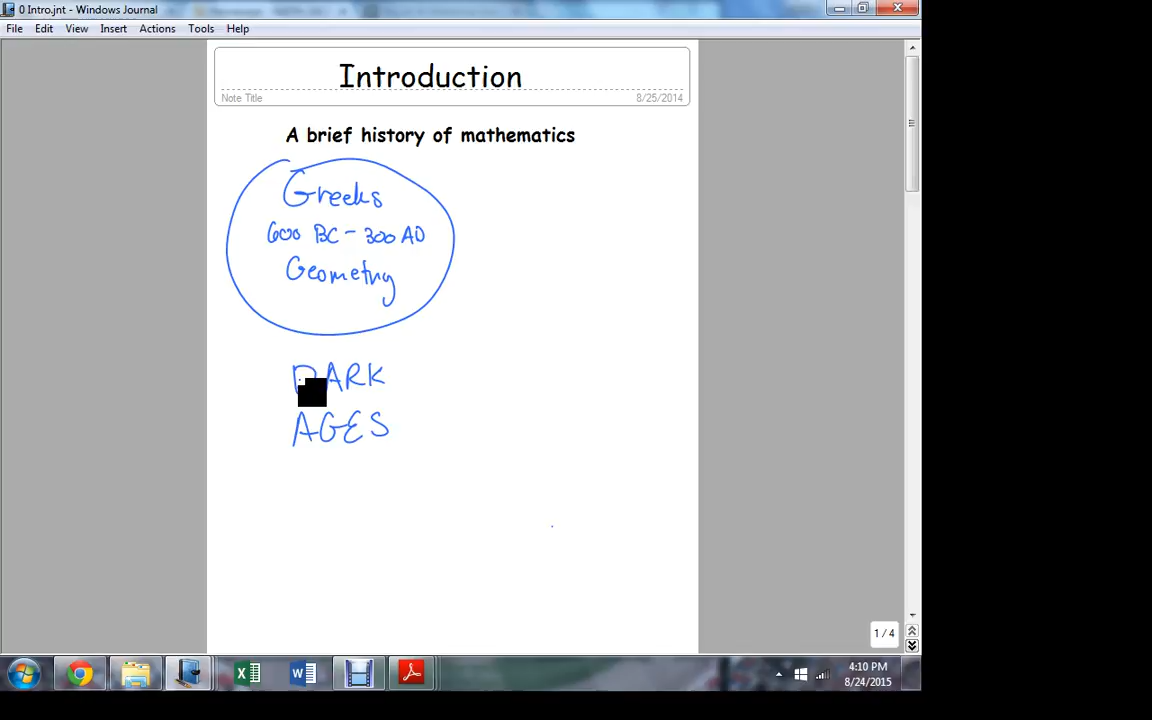 0 Intro.jnt - Windows Journal
File Edit View Insert Actions Tools Help
Introduction
Note Title 8/25/2014
A brief history of mathematics
Greeks
600 BC - 300 AD
Geometry
DARK
AGES
1 / 4
4:10 PM
8/24/2015